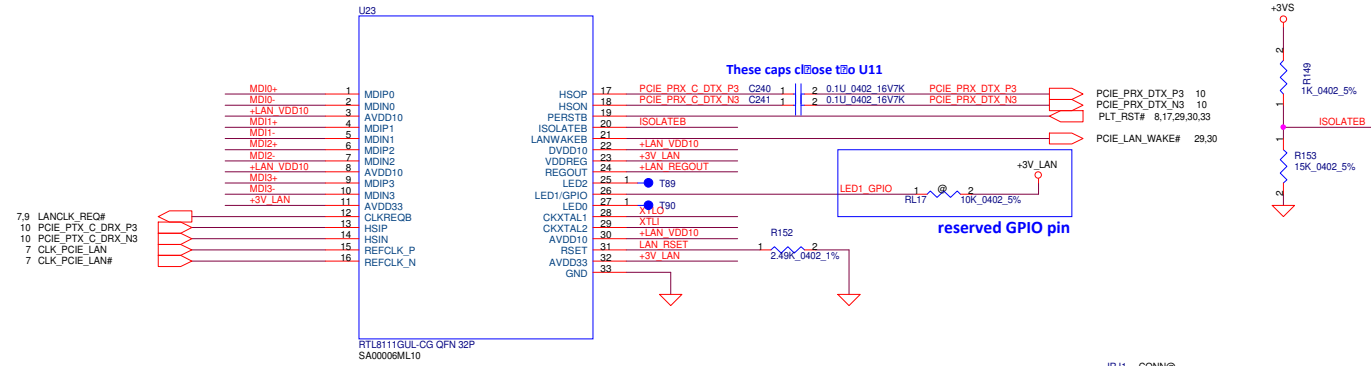 U23
+3VS
These caps close to U11
MDI0+ 1 MDIP0
MDI0- 2 MDIN0
+LAN_VDD10 3 AVDD10
MDI1+ 4 MDIP1
MDI1- 5 MDIN1
MDI2+ 6 MDIP2
MDI2- 7 MDIN2
+LAN_VDD10 8 AVDD10
MDI3+ 9 MDIP3
MDI3- 10 MDIN3
+3V_LAN 11 AVDD33
7,9 LANCLK_REQ# 12 CLKREQB
10 PCIE_PTX_C_DRX_P3 13 HSIP
10 PCIE_PTX_C_DRX_N3 14 HSIN
7 CLK_PCIE_LAN 15 REFCLK_P
7 CLK_PCIE_LAN# 16 REFCLK_N
HSOP 17 PCIE_PRX_C_DTX_P3 C240 1 2 0.1U_0402_16V7K PCIE_PRX_DTX_P3 PCIE_PRX_DTX_P3 10
HSON 18 PCIE_PRX_C_DTX_N3 C241 1 2 0.1U_0402_16V7K PCIE_PRX_DTX_N3 PCIE_PRX_DTX_N3 10
PERSTB 19 PLT_RST# 8,17,29,30,33
ISOLATEB 20 ISOLATEB
LANWAKEB 21 PCIE_LAN_WAKE# 29,30
DVDD10 22 +LAN_VDD10
VDDREG 23 +3V_LAN
REGOUT 24 +LAN_REGOUT
LED2 25 1 T89
LED1/GPIO 26 LED1_GPIO 1 @ 2 +3V_LAN
RL17 10K_0402_5%
LED0 27 1 T90
CKXTAL1 28 XTLO
CKXTAL2 29 XTLI
AVDD10 30 +LAN_VDD10
RSET 31 LAN_RSET 1 R152 2
2.49K_0402_1%
AVDD33 32 +3V_LAN
GND 33
reserved GPIO pin
2
R149
1K_0402_5%
1
ISOLATEB
1
R153
15K_0402_5%
2
RTL8111GUL-CG QFN 32P
SA00006ML10